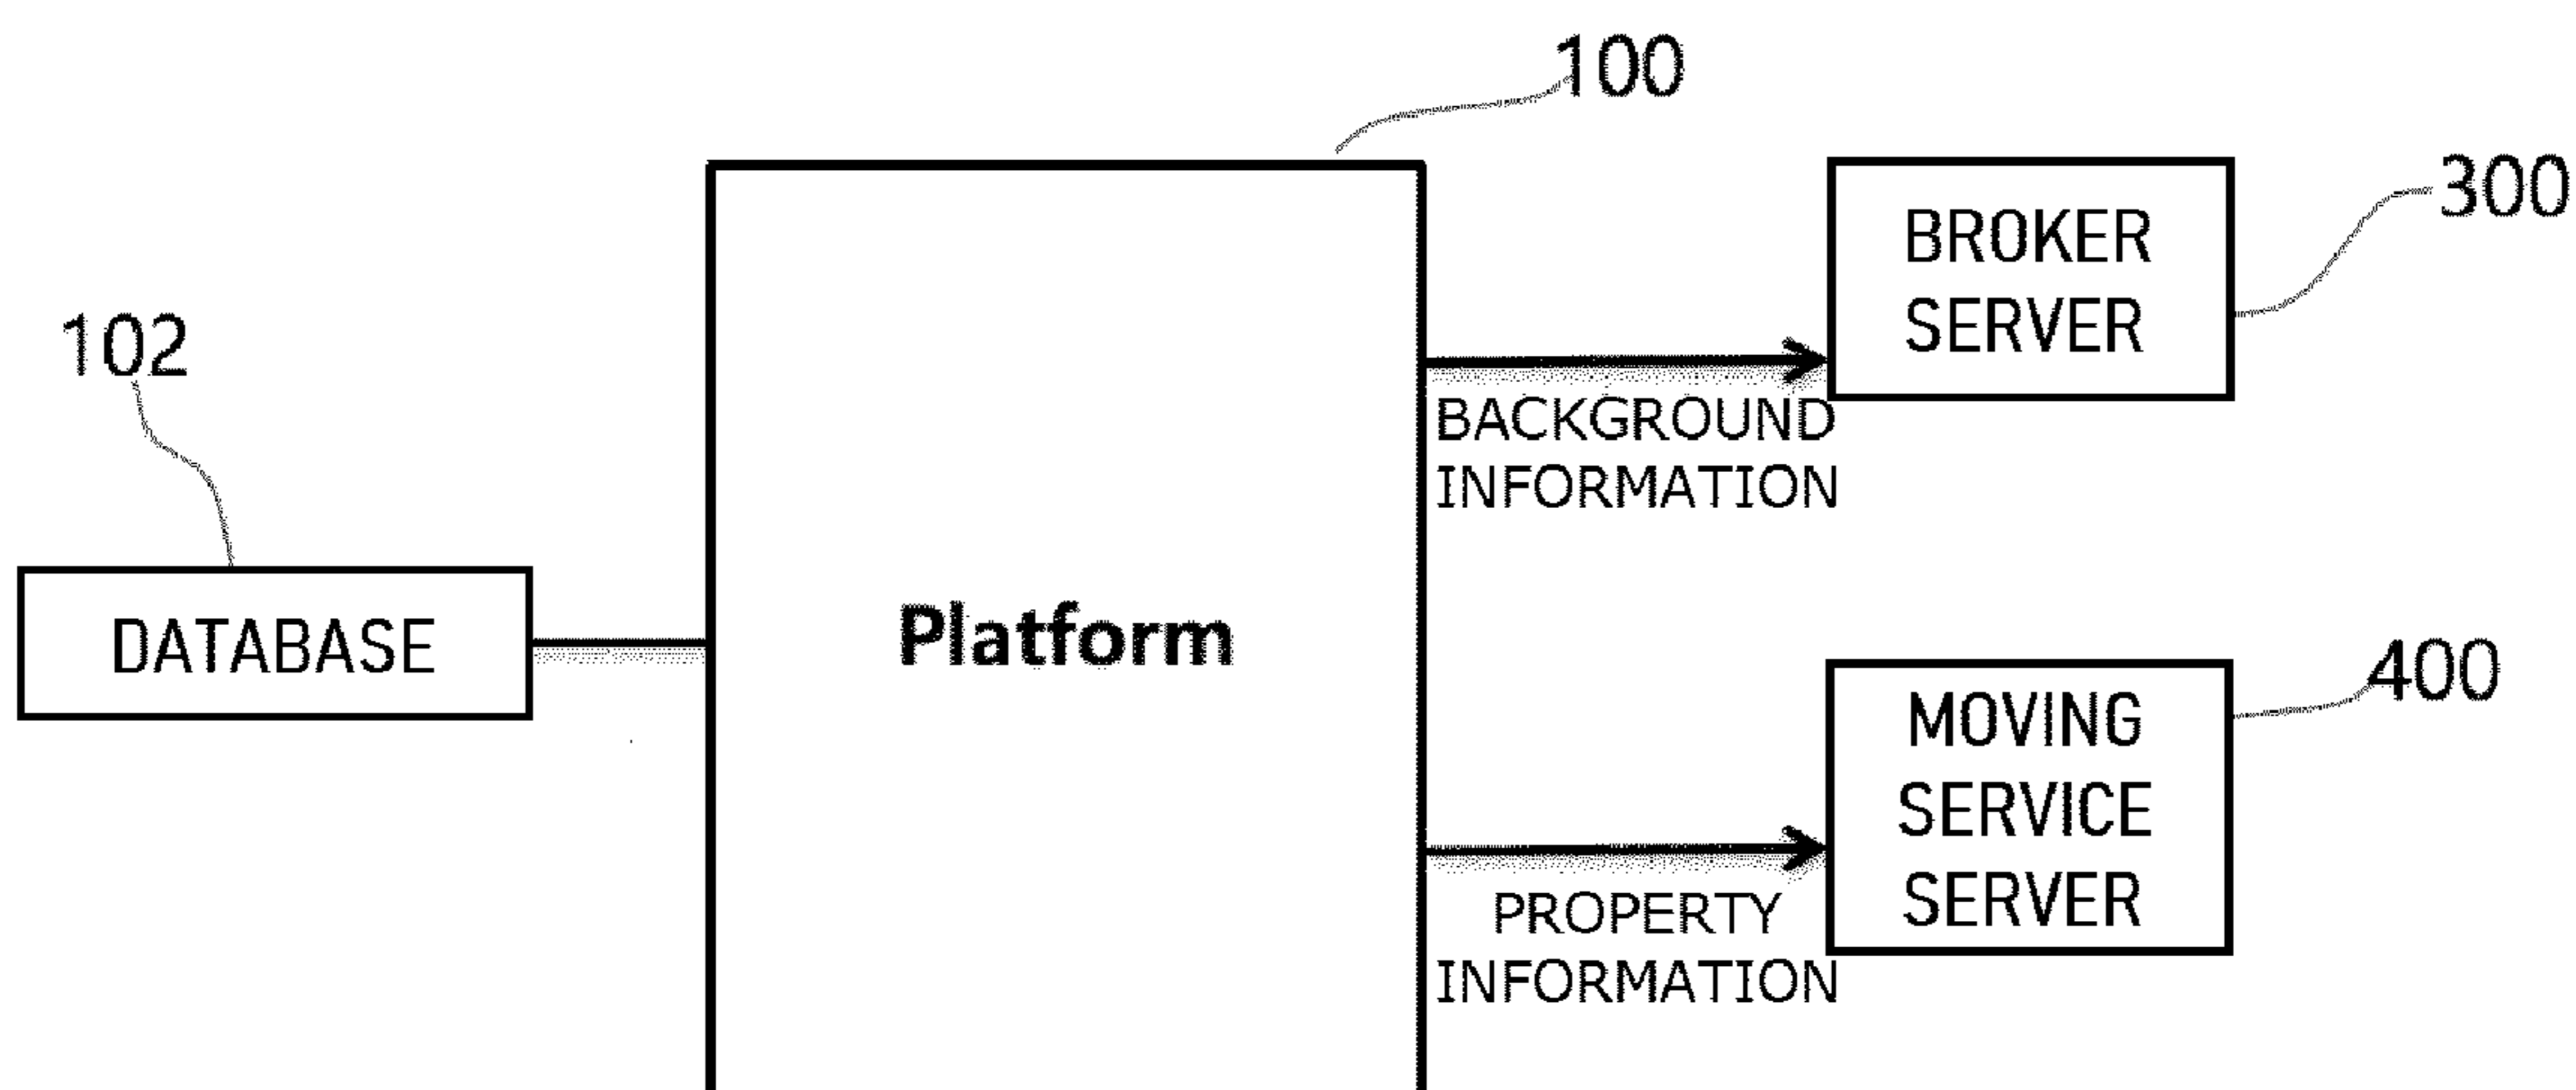 100
BROKER
SERVER
300
102
BACKGROUND
INFORMATION
DATABASE
Platform
MOVING
SERVICE
SERVER
400
PROPERTY
INFORMATION